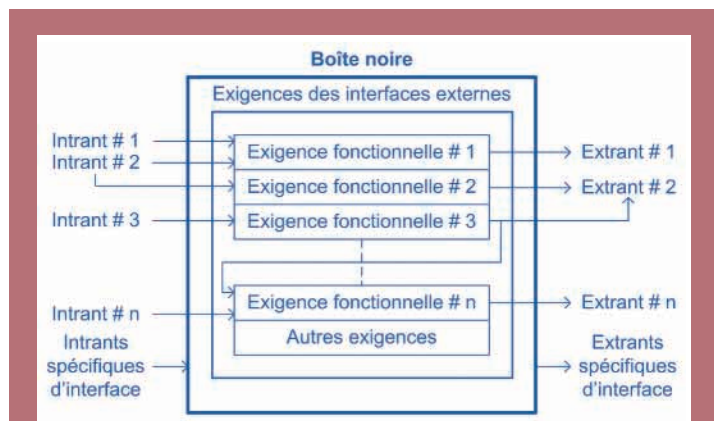 Boîte noire
Exigences des interfaces externes
Intrant # 1
Intrant # 2
Intrant # 3
Intrant # n
Intrants
spécifiques
d'interface
Exigence fonctionnelle # 1
Exigence fonctionnelle # 2
Exigence fonctionnelle # 3
Exigence fonctionnelle # n
Autres exigences
Extrant # 1
Extrant # 2
Extrant # n
Extrants
spécifiques
d'interface